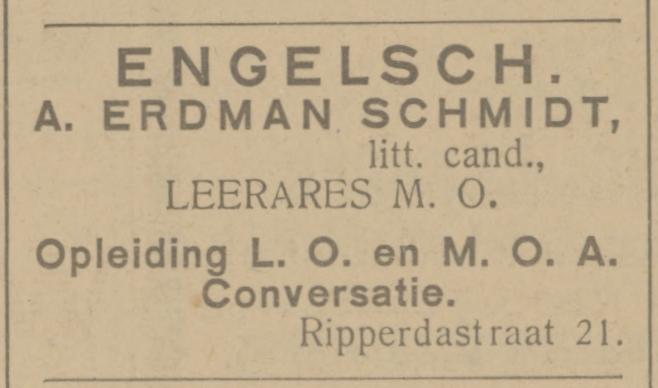 ENGELSCH.
A. ERDMAN SCHMIDT,
litt. cand.,
LEERARES M. O.
Opleiding L. O. en M. O. A.
Conversatie.
Ripperdastraat 21.